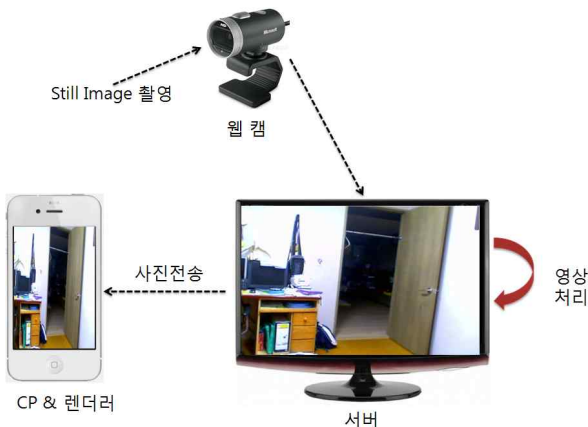 Microsoft
Still Image 촬영
웹 캠
사진전송
영상
처리
CP & 렌더러
서버